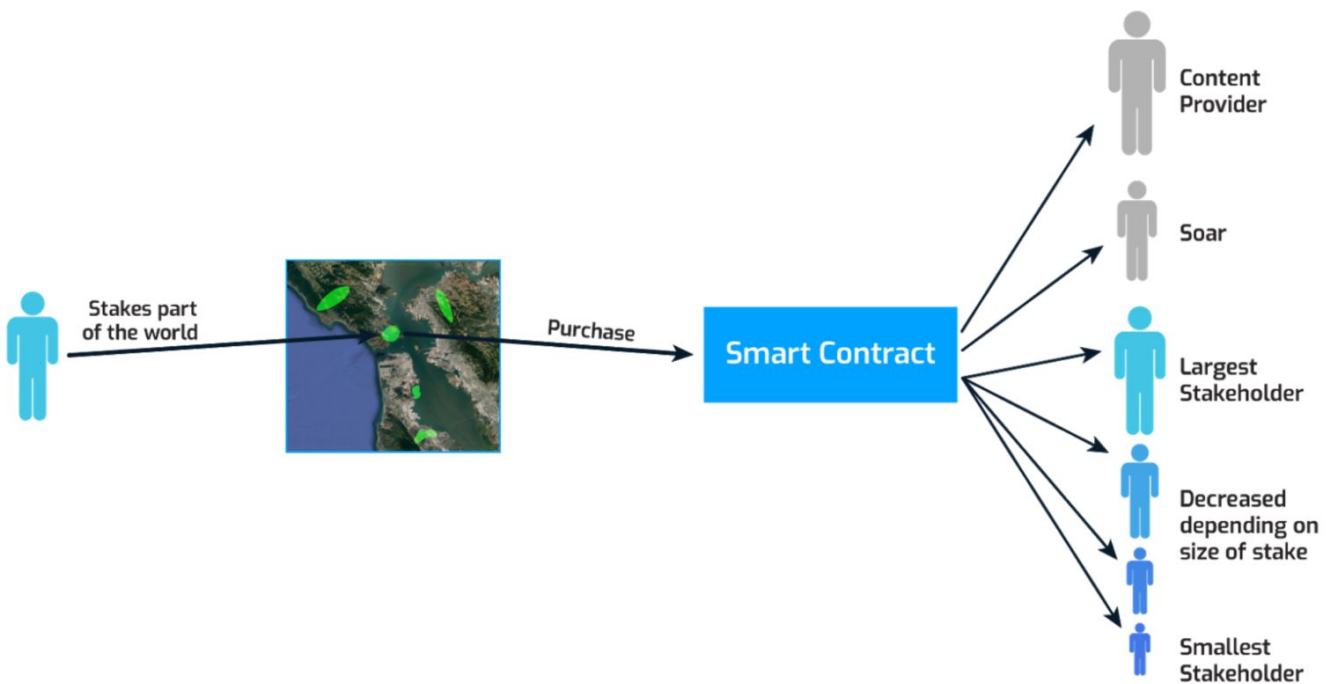 Stakes part
of the world
Purchase
Smart Contract
Content
Provider
Soar
Largest
Stakeholder
Decreased
depending on
size of stake
Smallest
Stakeholder